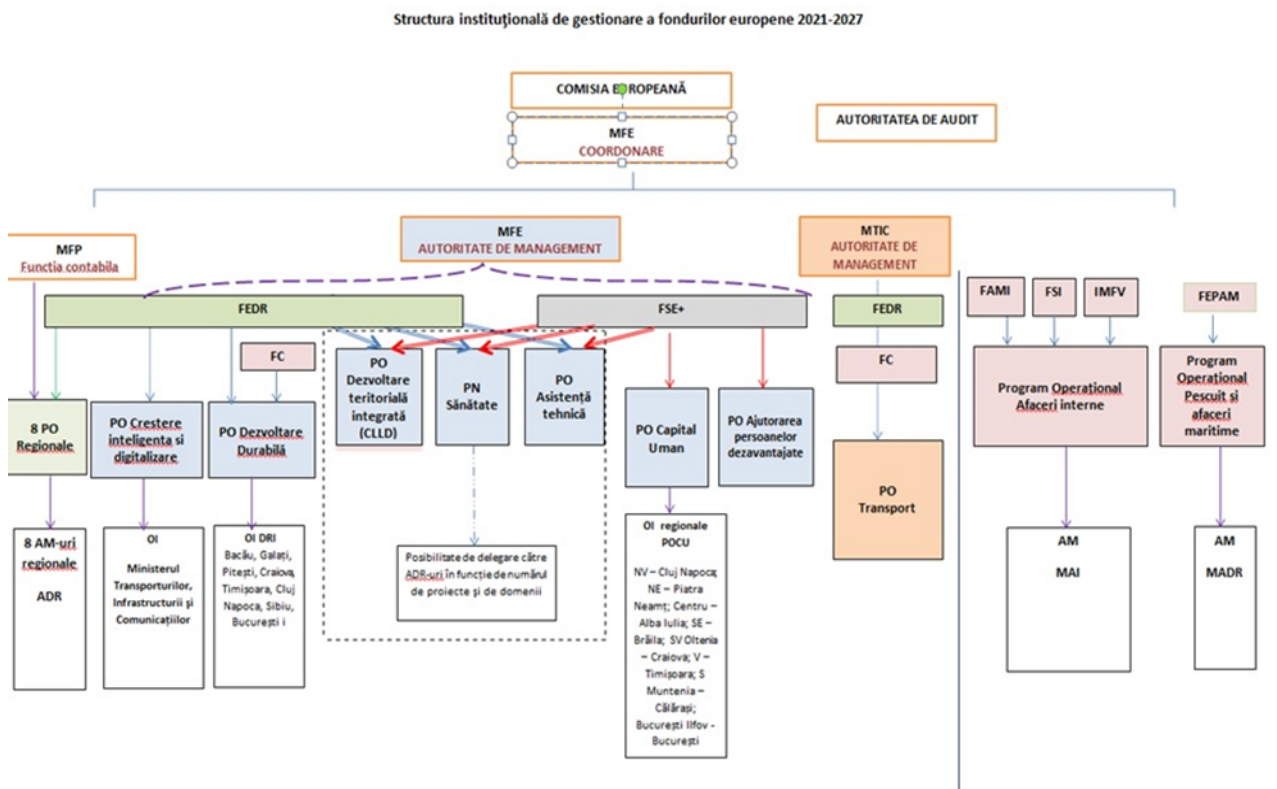 Structura instituţională de gestionare a fondurilor europene 2021-2027
COMISIA EUROPEANĂ
MFE
COORDONARE
AUTORITATEA DE AUDIT
MFP
Functia contabila
MFE
AUTORITATE DE MANAGEMENT
MTIC
AUTORITATE DE
MANAGEMENT
FEDR
FSE+
FEDR
FAMI
FSI
IMFV
FEPAM
FC
FC
8 PO
Regionale
PO Crestere
inteligenta si
digitalizare
PO Dezvoltare
Durabilă
PO
Dezvoltare
teritorială
integrată
(CLLD)
PN
Sănătate
PO
Asistență
tehnică
PO Capital
Uman
PO Ajutorarea
persoanelor
dezavantajate
PO
Transport
Program Operațional
Afaceri interne
Program
Operațional
Pescuit și
afaceri
maritime
8 AM-uri
regionale
ADR
OI
Ministerul
Transporturilor,
Infrastructurii și
Comunicațiilor
OI DRI
Bacău, Galați,
Pitești, Craiova,
Timișoara, Cluj
Napoca, Sibiu,
București i
Posibilitate de delegare către
ADR-uri în funcție de numărul
de proiecte și de domenii
OI regionale
POCU
NV – Cluj Napoca;
NE – Piatra
Neamț; Centru –
Alba Iulia; SE –
Brăila; SV Oltenia
– Craiova; V –
Timișoara; S
Muntenia –
Călărași;
București Ilfov -
București
AM
MAI
AM
MADR